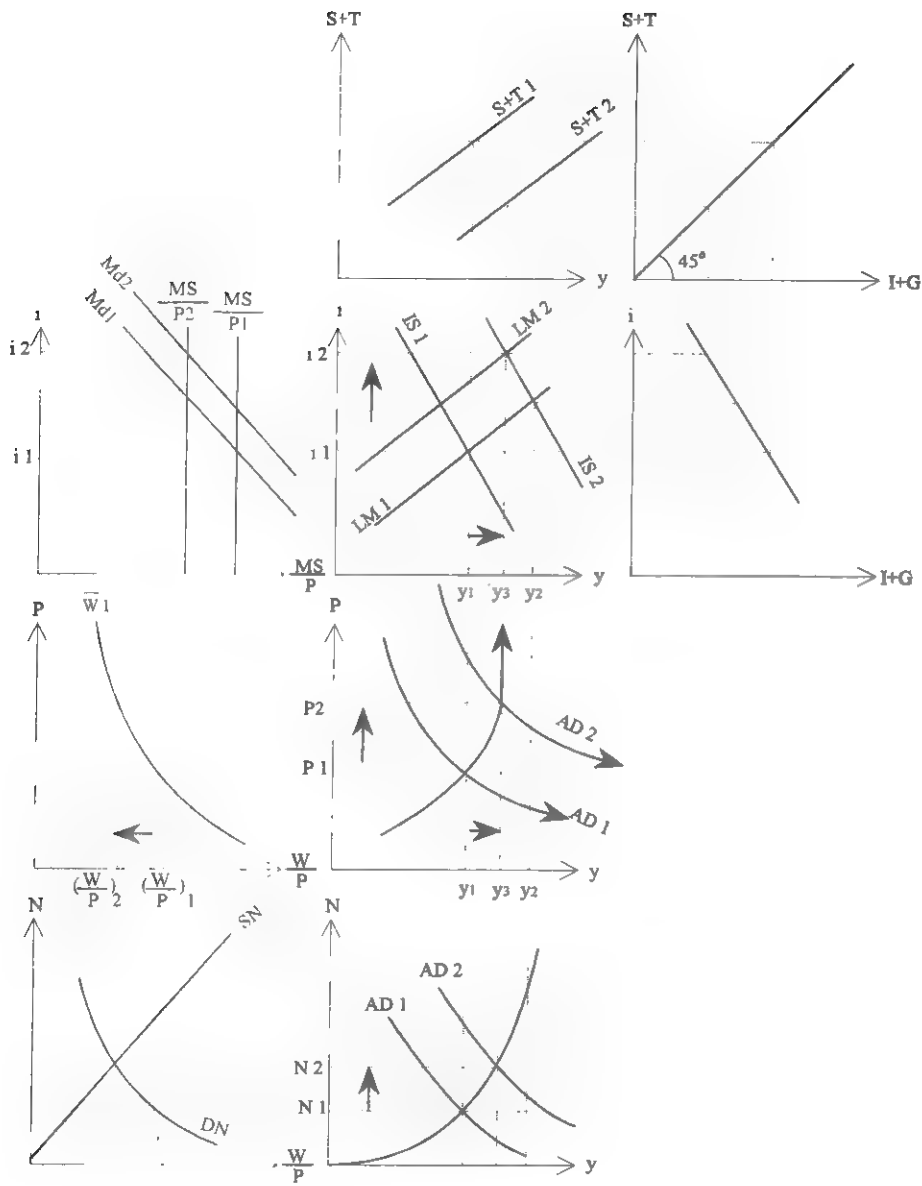 S+T
S+T 1
S+T 2
y
S+T
45°
I+G
Md2
Md1
MS
P2
MS
P1
i
i 2
i 1
MS
P
i
i 2
i 1
IS 1
LM 2
LM 1
IS 2
y1 y3 y2
y
i
I+G
P
W 1
(W/P)2 (W/P)1
W
P
P
P2
P 1
AD 2
AD 1
y1 y3 y2
y
N
SN
DN
W
P
N
AD 2
AD 1
N 2
N 1
y